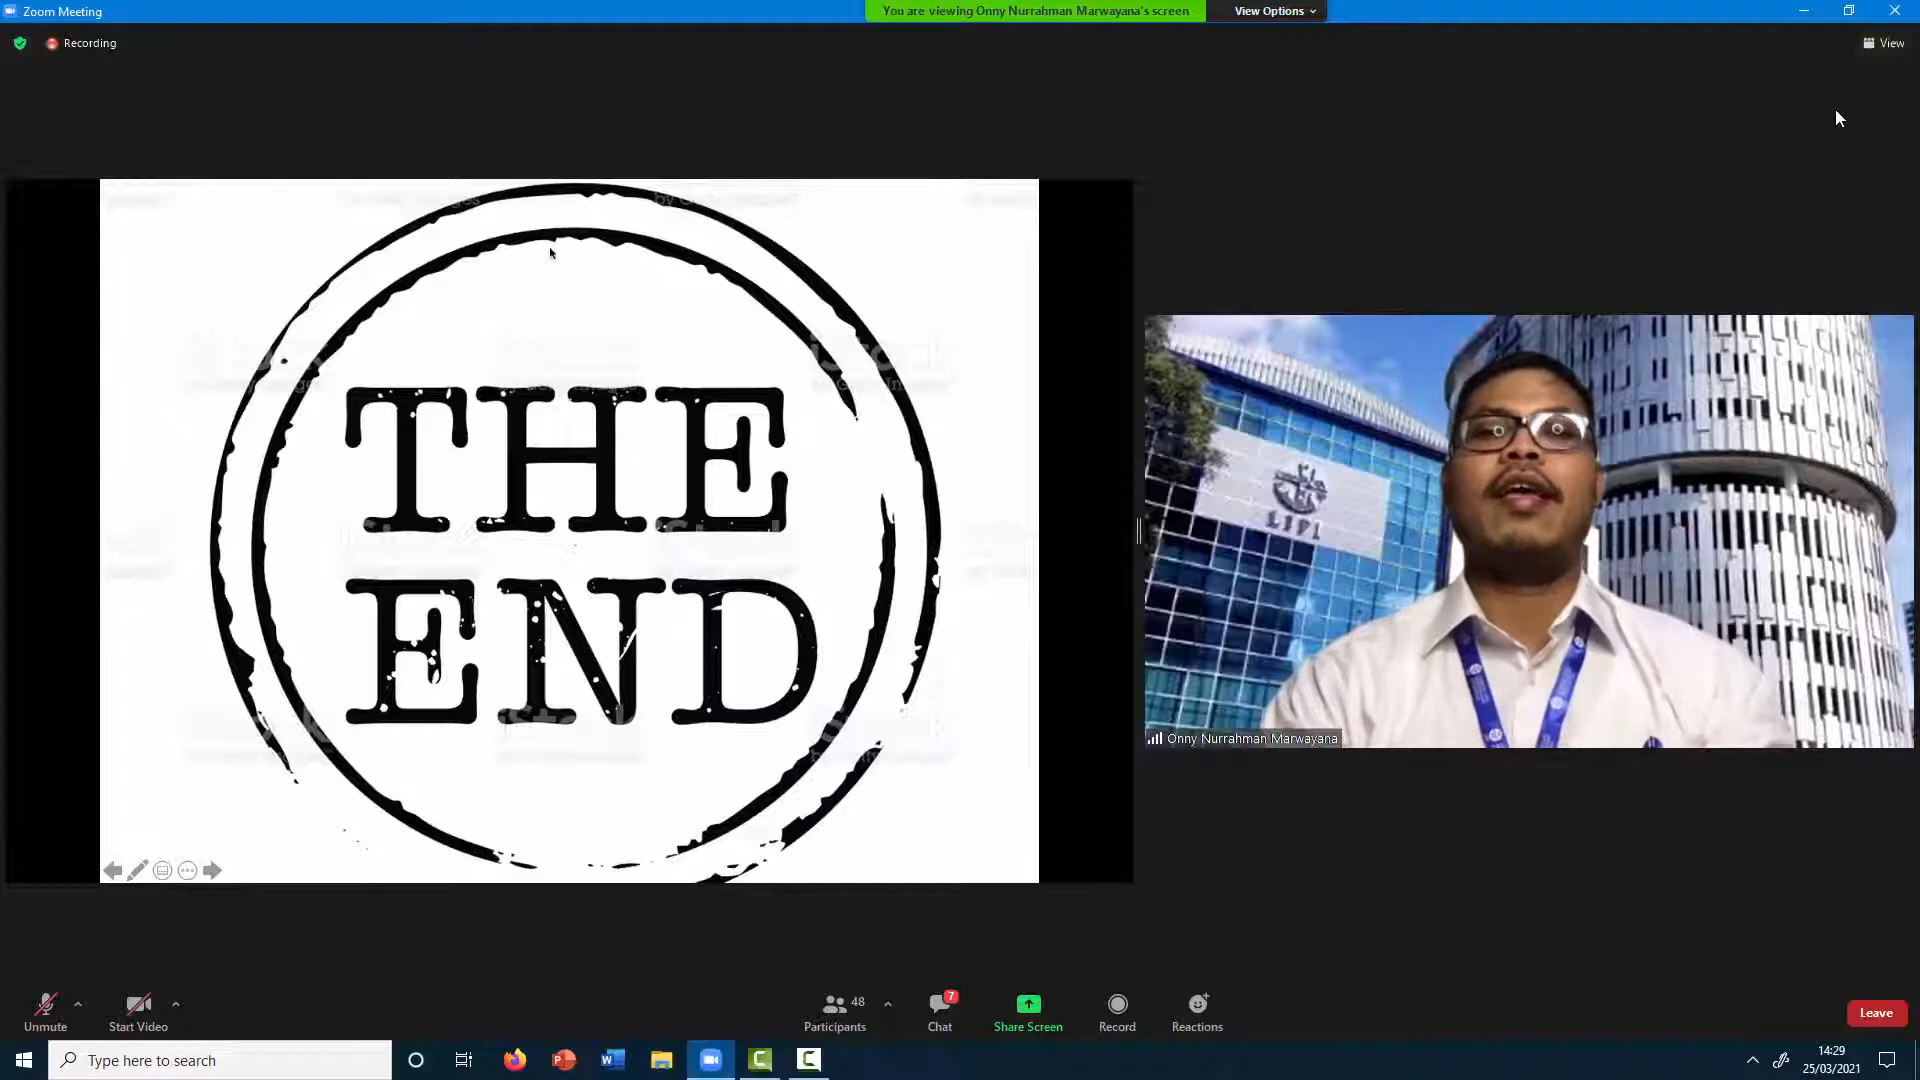 Zoom Meeting
You are viewing Onny Nurrahman Marwayana's screen
View Options
Recording
View
THE
END
LIPI
Onny Nurrahman Marwayana
Unmute
Start Video
48
Participants
7
Chat
Share Screen
Record
Reactions
Leave
Type here to search
14:29
25/03/2021